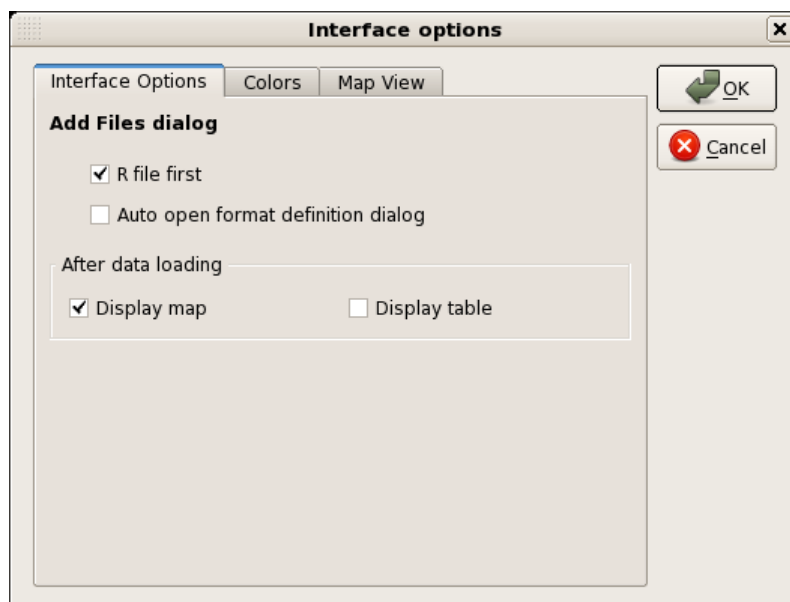 Interface options
Interface Options Colors Map View
OK
Add Files dialog
Cancel
R file first
Auto open format definition dialog
After data loading
Display map Display table